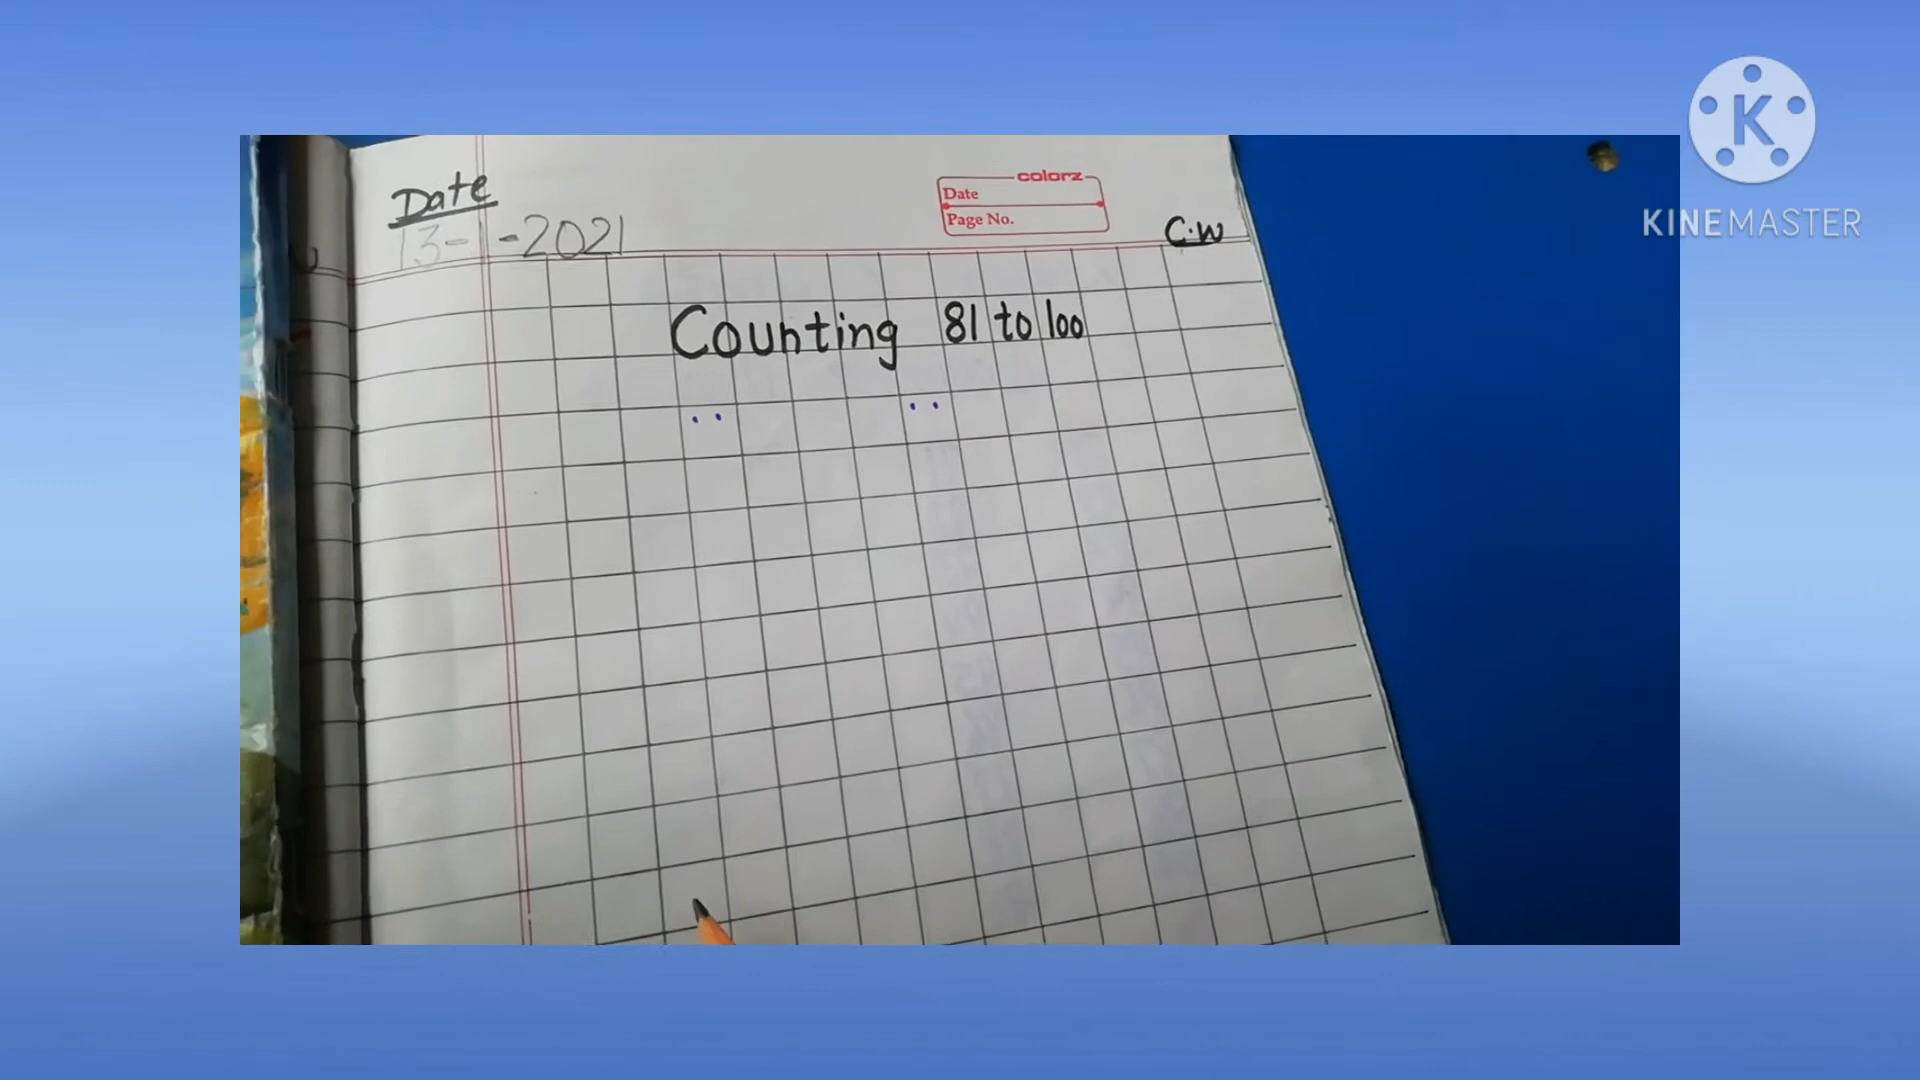 Date
13-1-2021
colorz
Date
Page No.
C.W
Counting 81 to 100
K
KINEMASTER